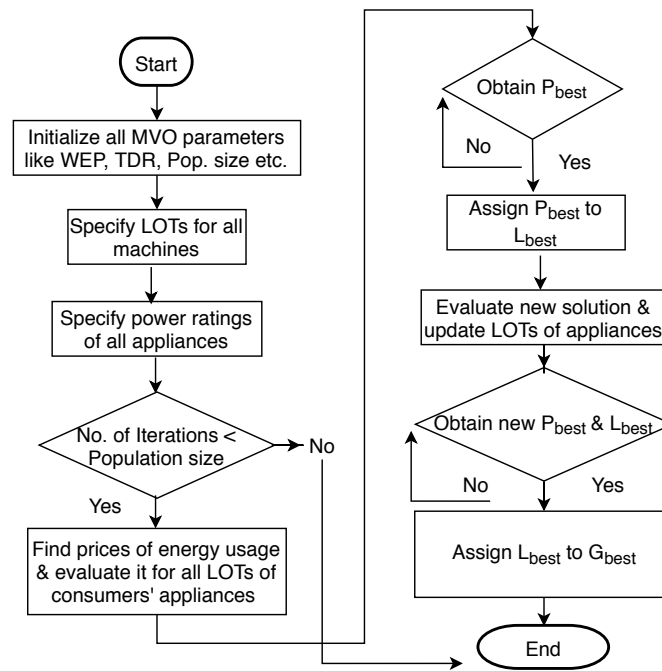 Start
Initialize all MVO parameters
like WEP, TDR, Pop. size etc.
Specify LOTs for all
machines
Specify power ratings
of all appliances
No. of Iterations <
Population size
No
Yes
Find prices of energy usage
& evaluate it for all LOTs of
consumers' appliances
Obtain Pbest
No
Yes
Assign Pbest to
Lbest
Evaluate new solution &
update LOTs of appliances
Obtain new Pbest & Lbest
No
Yes
Assign Lbest to Gbest
End